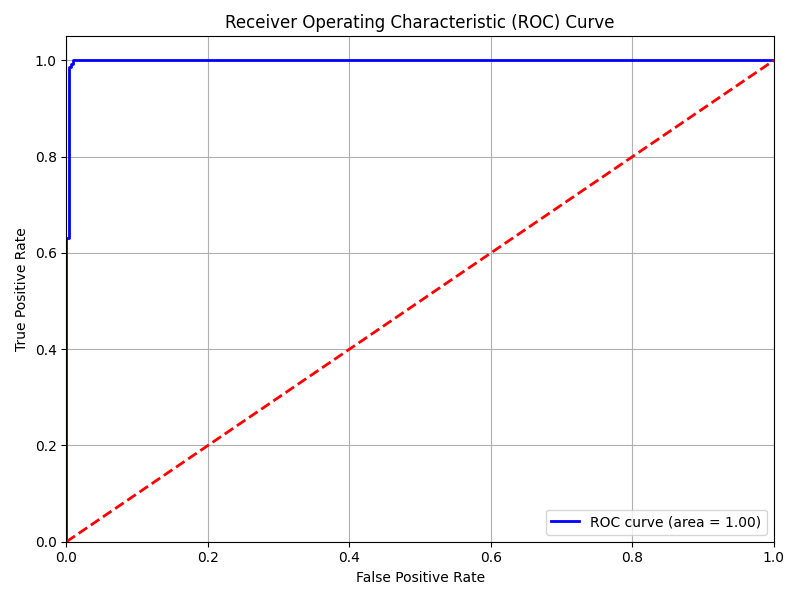 Receiver Operating Characteristic (ROC) Curve
True Positive Rate
1.0
0.8
0.6
0.4
0.2
0.0
0.0 0.2 0.4 0.6 0.8 1.0
False Positive Rate
ROC curve (area = 1.00)